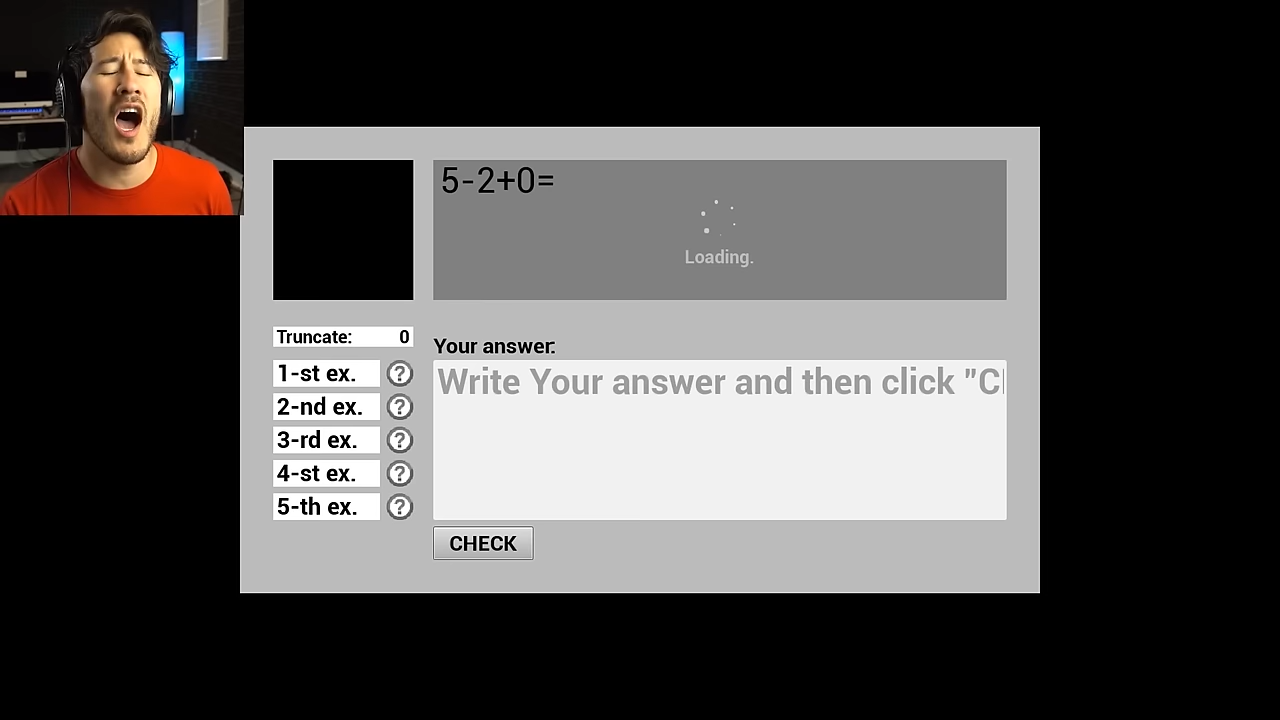 5-2+0=
Loading.
Truncate: 0
1-st ex.
2-nd ex.
3-rd ex.
4-st ex.
5-th ex.
Your answer:
Write Your answer and then click "C
CHECK